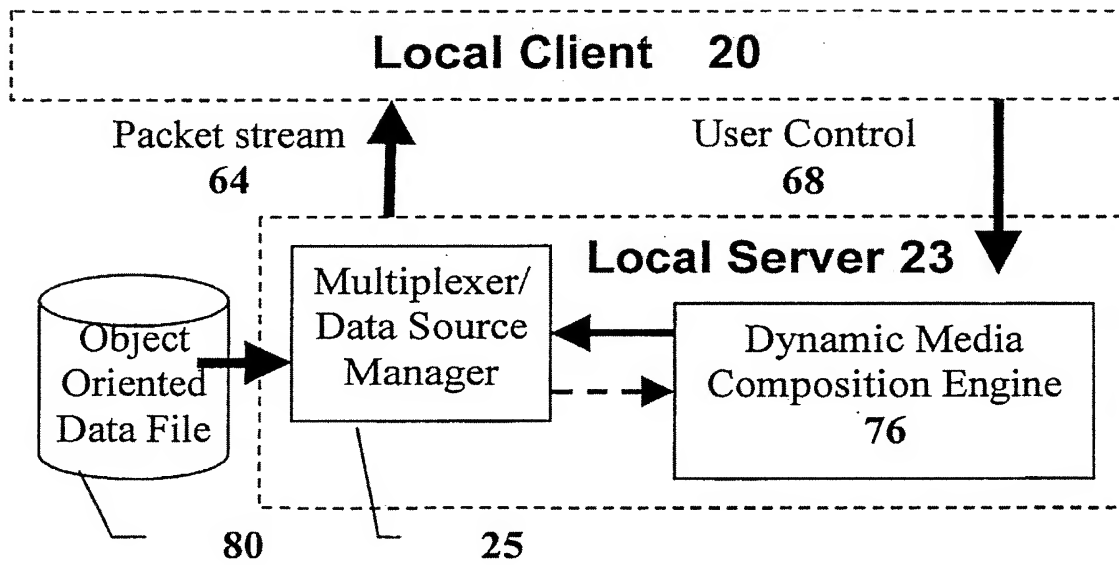 Local Client 20
Packet stream
64
User Control
68
Local Server 23
Multiplexer/
Data Source
Manager
Object
Oriented
Data File
Dynamic Media
Composition Engine
76
80
25